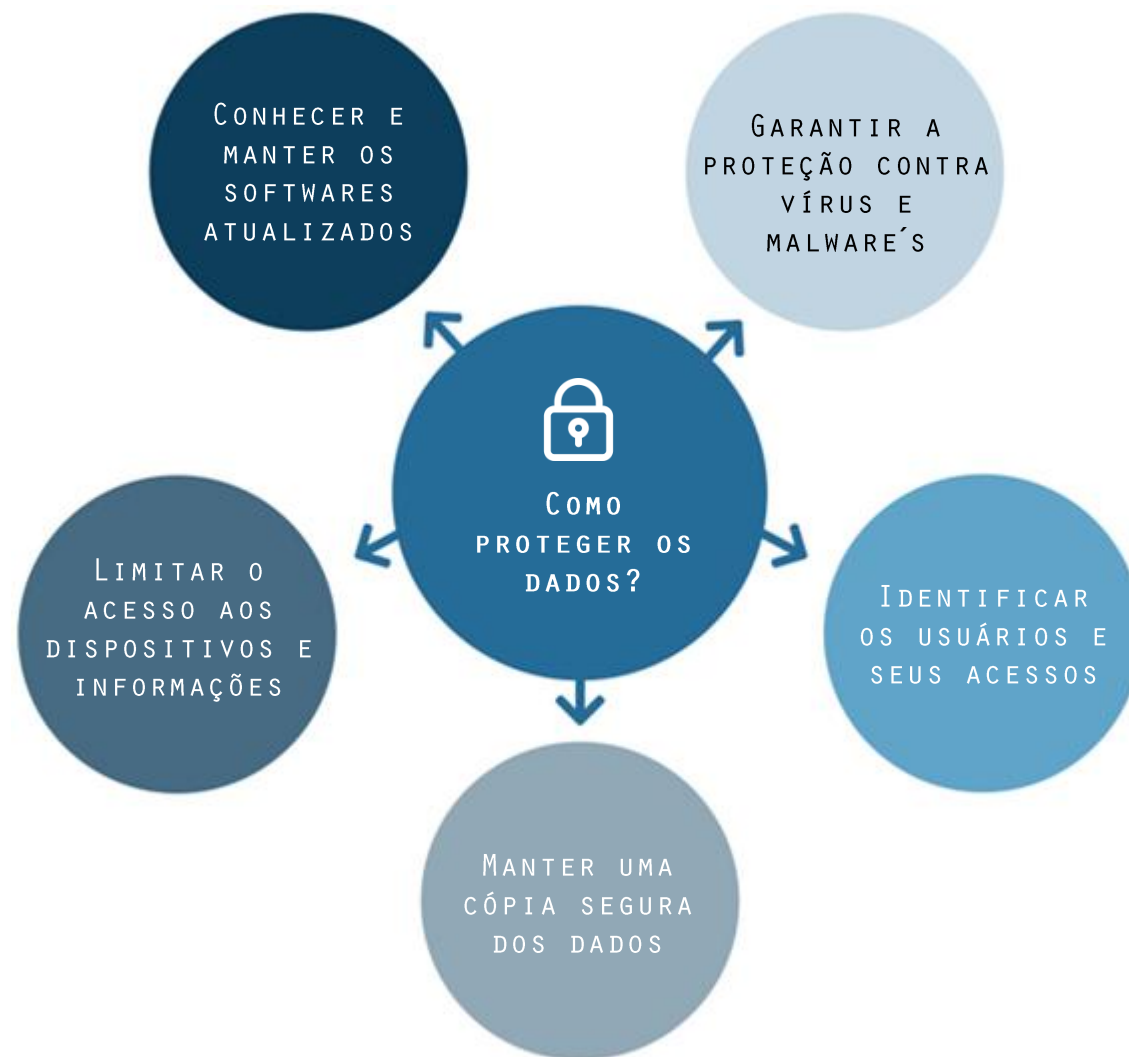 Conhecer e
manter os
softwares
atualizados
Garantir a
proteção contra
vírus e
malware´s
Como
proteger os
dados?
Limitar o
acesso aos
dispositivos e
informações
Identificar
os usuários e
seus acessos
Manter uma
cópia segura
dos dados